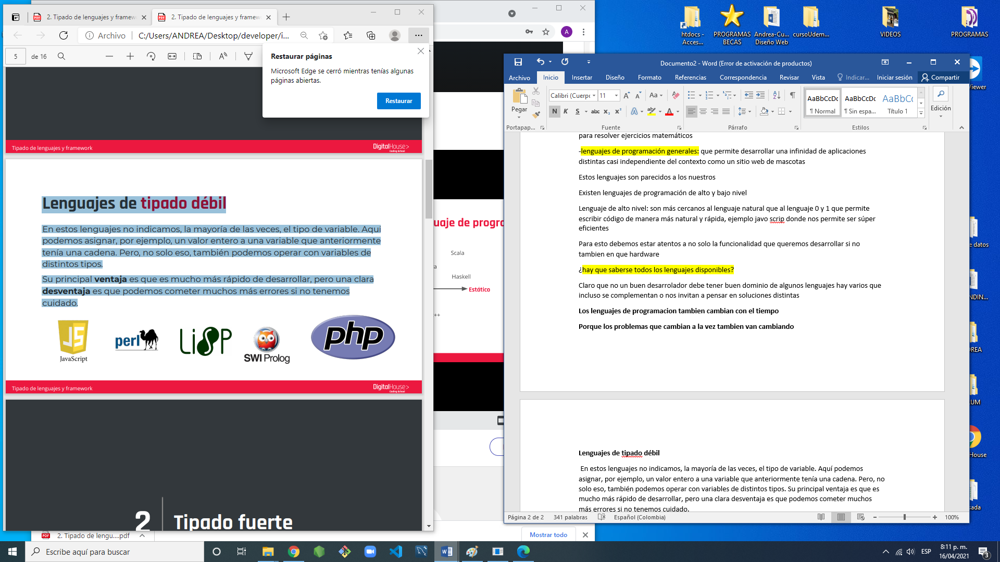 2. Tipado de lenguajes y framew
2. Tipado de lenguajes y framew
Archivo
C:/Users/ANDREA/Desktop/developer/i...
5
de 16
Restaurar páginas
Microsoft Edge se cerró mientras tenías algunas
páginas abiertas.
Restaurar
Tipado de lenguajes y framework
DigitalHouse>
Coding School
Lenguajes de tipado débil
En estos lenguajes no indicamos, la mayoría de las veces, el tipo de variable. Aquí
podemos asignar, por ejemplo, un valor entero a una variable que anteriormente
tenía una cadena. Pero, no solo eso, también podemos operar con variables de
distintos tipos.
Su principal ventaja es que es mucho más rápido de desarrollar, pero una clara
desventaja es que podemos cometer muchos más errores si no tenemos
cuidado.
JS
JavaScript
perl
LiSP
SWI Prolog
php
Tipado de lenguajes y framework
DigitalHouse>
Coding School
2
Tipado fuerte
2. Tipado de lengu....pdf
A
uaje de progra
Scala
a
Haskell
Estático
++
Mostrar todo
htdocs -
Acces...
PROGRAMAS
BECAS
Andrea-Cu...
Diseño Web
cursoUdem...
VIDEOS
PROGRAMAS
Viewer
e datos
NDIN...
REA
UM
House
sada
Documento2 - Word (Error de activación de productos)
Archivo
Inicio
Insertar
Diseño
Formato
Referencias
Correspondencia
Revisar
Vista
Indicar...
Iniciar sesión
Compartir
Pegar
Calibri (Cuerpo
11
Aa
N K S abc x₂ x²
AaBbCcDc
¶ Normal
AaBbCcDc
¶ Sin espa...
AaBbCc
Título 1
Edición
Portapap...
Fuente
Párrafo
Estilos
para resolver ejercicios matemáticos
-lenguajes de programación generales: que permite desarrollar una infinidad de aplicaciones
distintas casi independiente del contexto como un sitio web de mascotas
Estos lenguajes son parecidos a los nuestros
Existen lenguajes de programación de alto y bajo nivel
Lenguaje de alto nivel: son más cercanos al lenguaje natural que al lenguaje 0 y 1 que permite
escribir código de manera más natural y rápida, ejemplo javo scrip donde nos permite ser súper
eficientes
Para esto debemos estar atentos a no solo la funcionalidad que queremos desarrollar si no
tambien en que hardware
¿hay que saberse todos los lenguajes disponibles?
Claro que no un buen desarrolador debe tener buen dominio de algunos lenguajes hay varios que
incluso se complementan o nos invitan a pensar en soluciones distintas
Los lenguajes de programacion tambien cambian con el tiempo
Porque los problemas que cambian a la vez tambien van cambiando
Lenguajes de tipado débil
En estos lenguajes no indicamos, la mayoría de las veces, el tipo de variable. Aquí podemos
asignar, por ejemplo, un valor entero a una variable que anteriormente tenía una cadena. Pero, no
solo eso, también podemos operar con variables de distintos tipos. Su principal ventaja es que es
mucho más rápido de desarrollar, pero una clara desventaja es que podemos cometer muchos
más errores si no tenemos cuidado.
Página 2 de 2
341 palabras
Español (Colombia)
100%
Escribe aquí para buscar
ESP
8:11 p. m.
16/04/2021
3